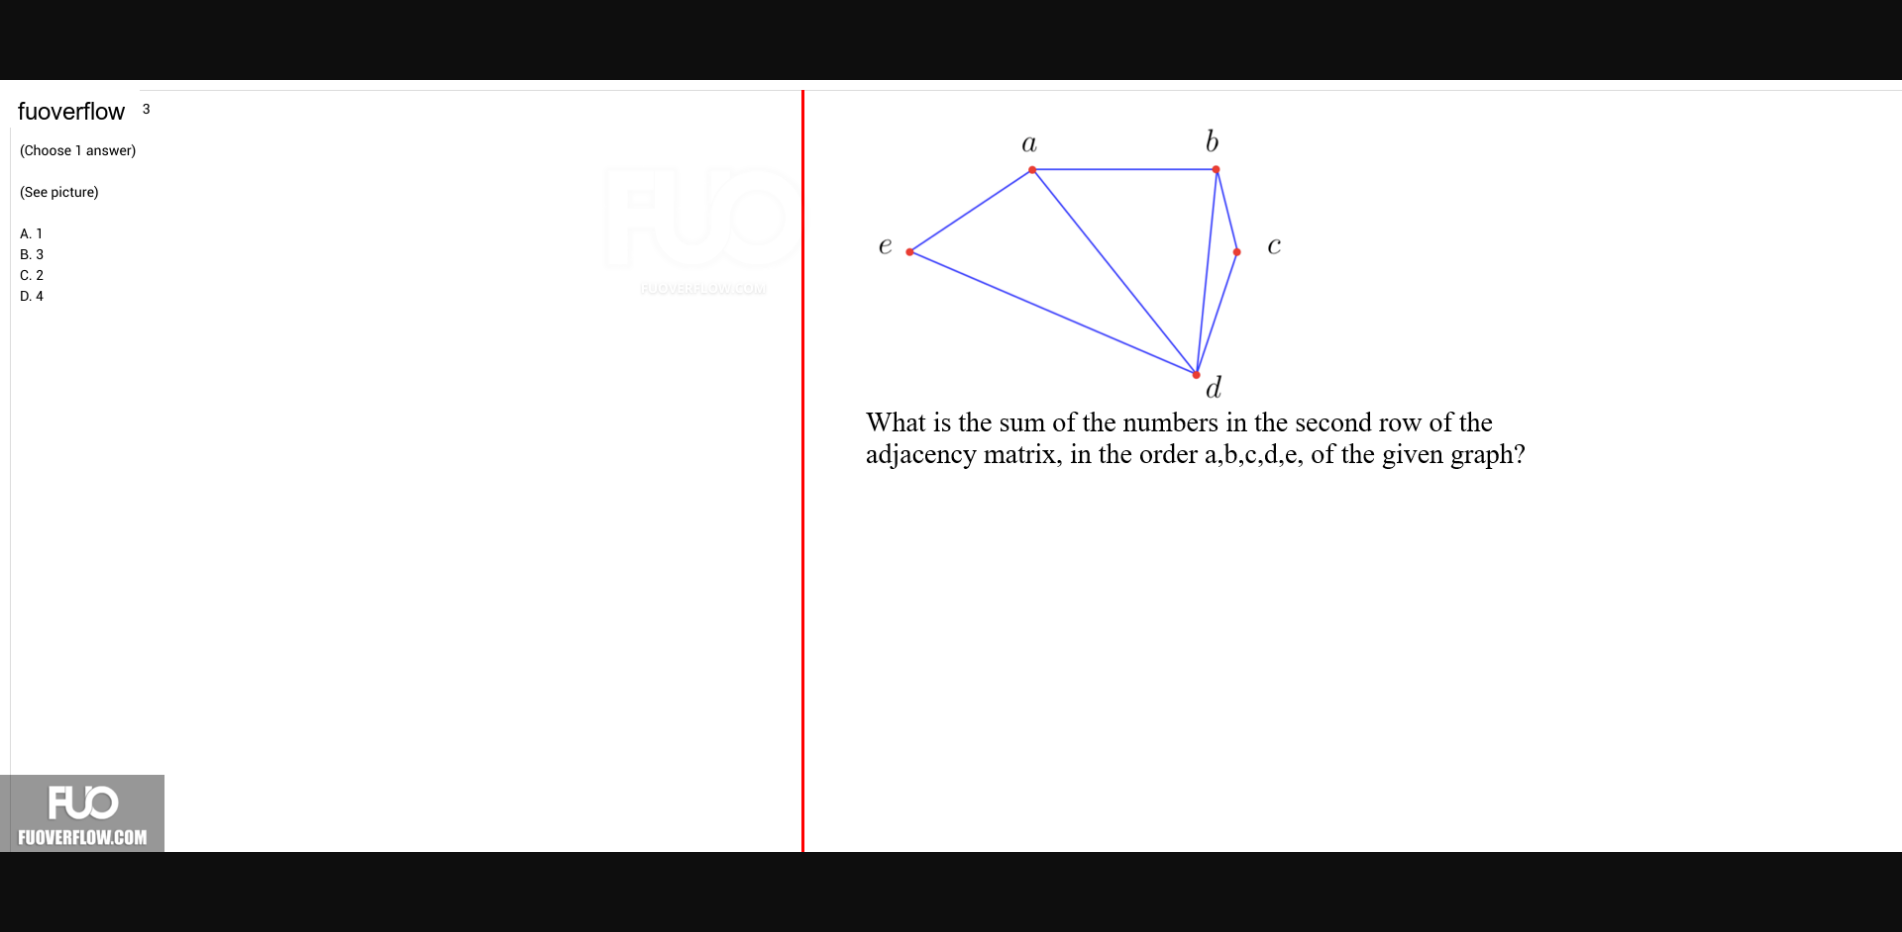 fuoverflow 3
(Choose 1 answer)
(See picture)
A. 1
B. 3
C. 2
D. 4
FUO
FUOVERFLOW.COM
a
b
e
c
d
What is the sum of the numbers in the second row of the
adjacency matrix, in the order a,b,c,d,e, of the given graph?
FUO
FUOVERFLOW.COM